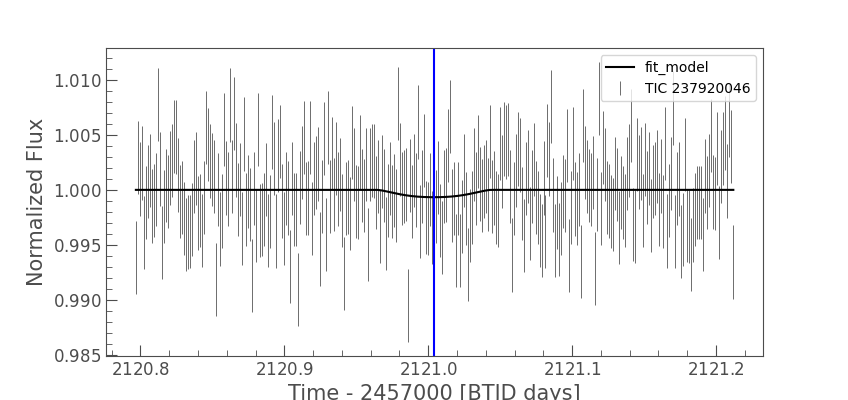 fit_model
TIC 237920046
1.010
1.005
1.000
0.995
0.990
0.985
Normalized Flux
2120.8 2120.9 2121.0 2121.1 2121.2
Time - 2457000 [BTJD days]